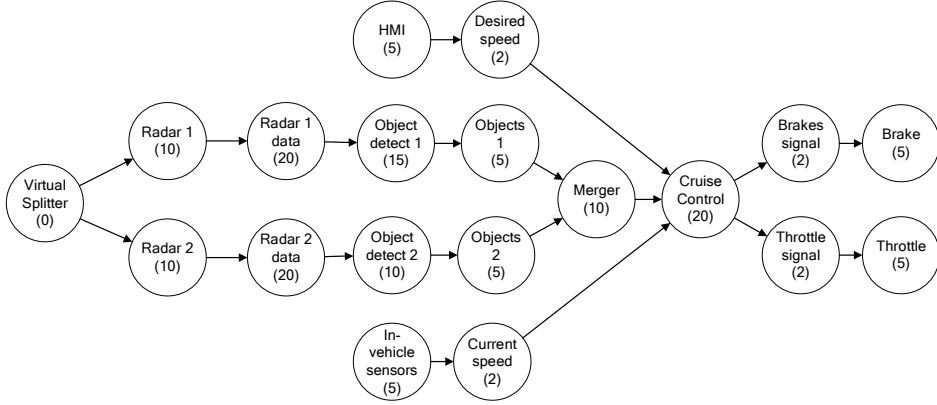 HMI
(5)
Desired
speed
(2)
Radar 1
(10)
Radar 1
data
(20)
Object
detect 1
(15)
Objects
1
(5)
Brakes
signal
(2)
Brake
(5)
Virtual
Splitter
(0)
Merger
(10)
Cruise
Control
(20)
Radar 2
(10)
Radar 2
data
(20)
Object
detect 2
(10)
Objects
2
(5)
Throttle
signal
(2)
Throttle
(5)
In-
vehicle
sensors
(5)
Current
speed
(2)